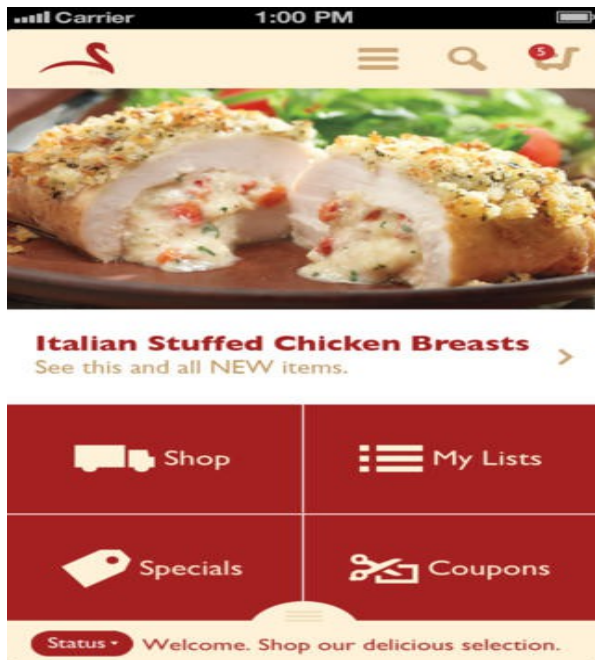 Carrier 1:00 PM
5
Italian Stuffed Chicken Breasts
See this and all NEW items.
Shop
My Lists
Specials
Coupons
Status Welcome. Shop our delicious selection.